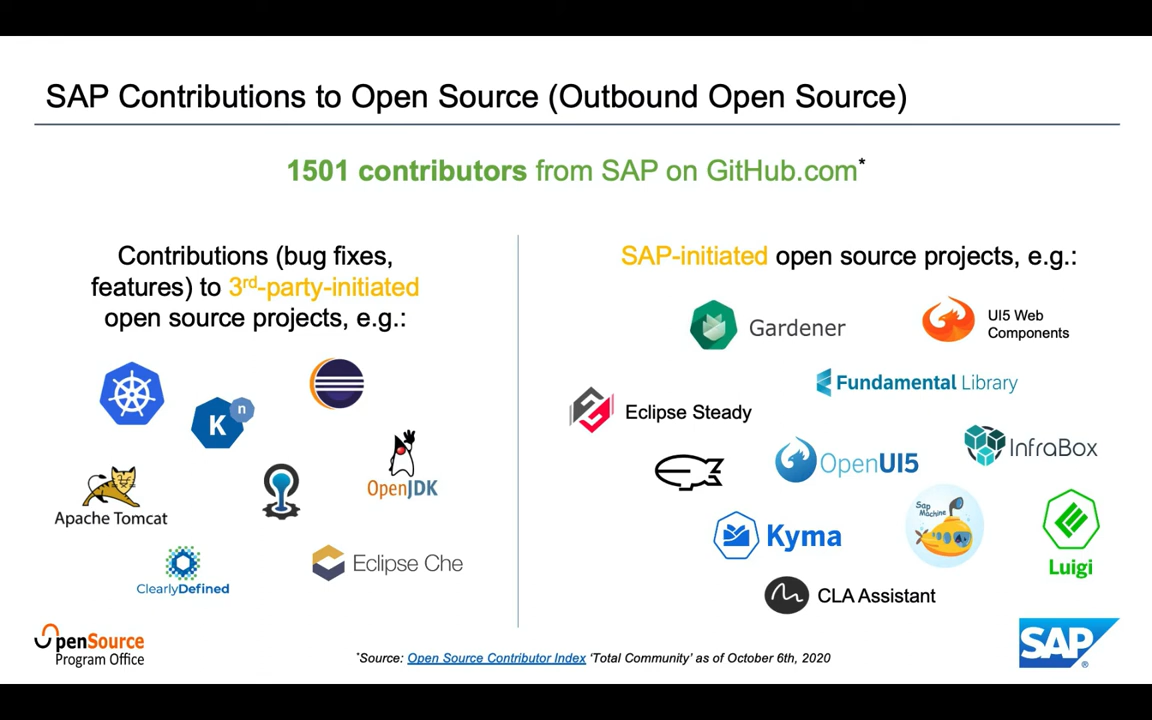 SAP Contributions to Open Source (Outbound Open Source)
1501 contributors from SAP on GitHub.com*
Contributions (bug fixes,
features) to 3rd-party-initiated
open source projects, e.g.:
K n
OpenJDK
Apache Tomcat
Eclipse Che
ClearlyDefined
SAP-initiated open source projects, e.g.:
Gardener
UI5 Web
Components
Fundamental Library
Eclipse Steady
InfraBox
OpenUI5
Sap
Machine
Kyma
Luigi
CLA Assistant
OpenSource
Program Office
*Source: Open Source Contributor Index ‘Total Community’ as of October 6th, 2020
SAP®